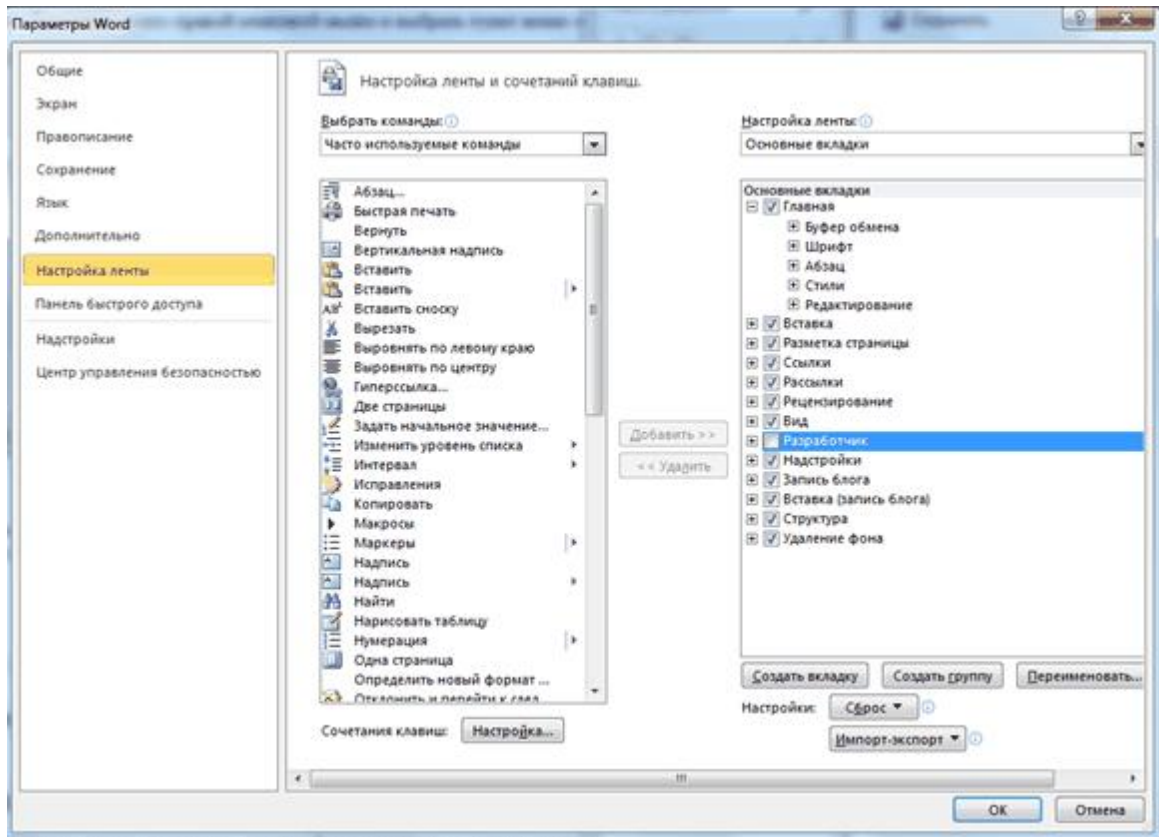 Параметры Word
Общие
Экран
Правописание
Сохранение
Язык
Дополнительно
Настройка ленты
Панель быстрого доступа
Надстройки
Центр управления безопасностью
Настройка ленты и сочетаний клавиш.
Выбрать команды:
Часто используемые команды
Абзац...
Быстрая печать
Вернуть
Вертикальная надпись
Вставить
Вставить
Вставить сноску
Вырезать
Выровнять по левому краю
Выровнять по центру
Гиперссылка...
Две страницы
Задать начальное значение...
Изменить уровень списка
Интервал
Исправления
Копировать
Макросы
Маркеры
Надпись
Надпись
Найти
Нарисовать таблицу
Нумерация
Одна страница
Определить новый формат ...
Отклонить и перейти к след
Сочетания клавиш: Настройка...
Добавить >>
<< Удалить
Настройка ленты:
Основные вкладки
Основные вкладки
Главная
Буфер обмена
Шрифт
Абзац
Стили
Редактирование
Вставка
Разметка страницы
Ссылки
Рассылки
Рецензирование
Вид
Разработчик
Надстройки
Запись блога
Вставка (запись блога)
Структура
Удаление фона
Создать вкладку Создать группу Переименовать...
Настройки: Сброс
Импорт-экспорт
ОК Отмена